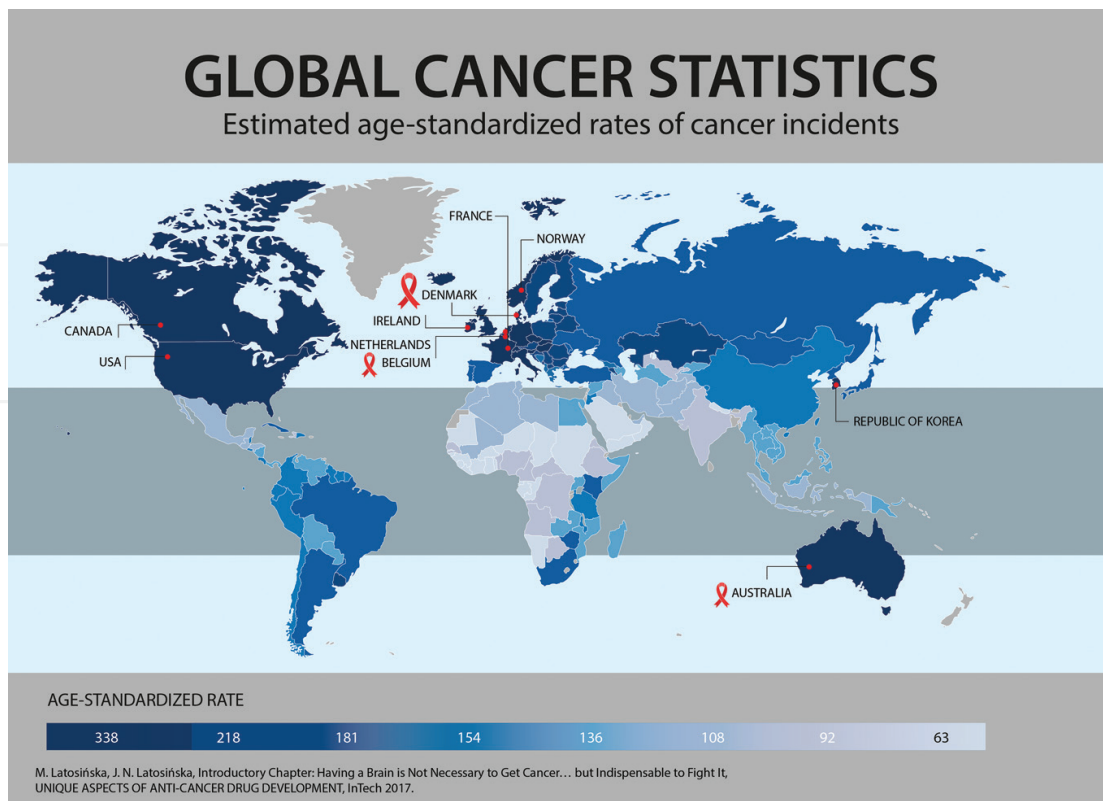 GLOBAL CANCER STATISTICS
Estimated age-standardized rates of cancer incidents
FRANCE
NORWAY
DENMARK
IRELAND
NETHERLANDS
BELGIUM
CANADA
USA
REPUBLIC OF KOREA
AUSTRALIA
AGE-STANDARDIZED RATE
338 218 181 154 136 108 92 63
M. Latosińska, J. N. Latosińska, Introductory Chapter: Having a Brain is Not Necessary to Get Cancer… but Indispensable to Fight It,
UNIQUE ASPECTS OF ANTI-CANCER DRUG DEVELOPMENT, InTech 2017.